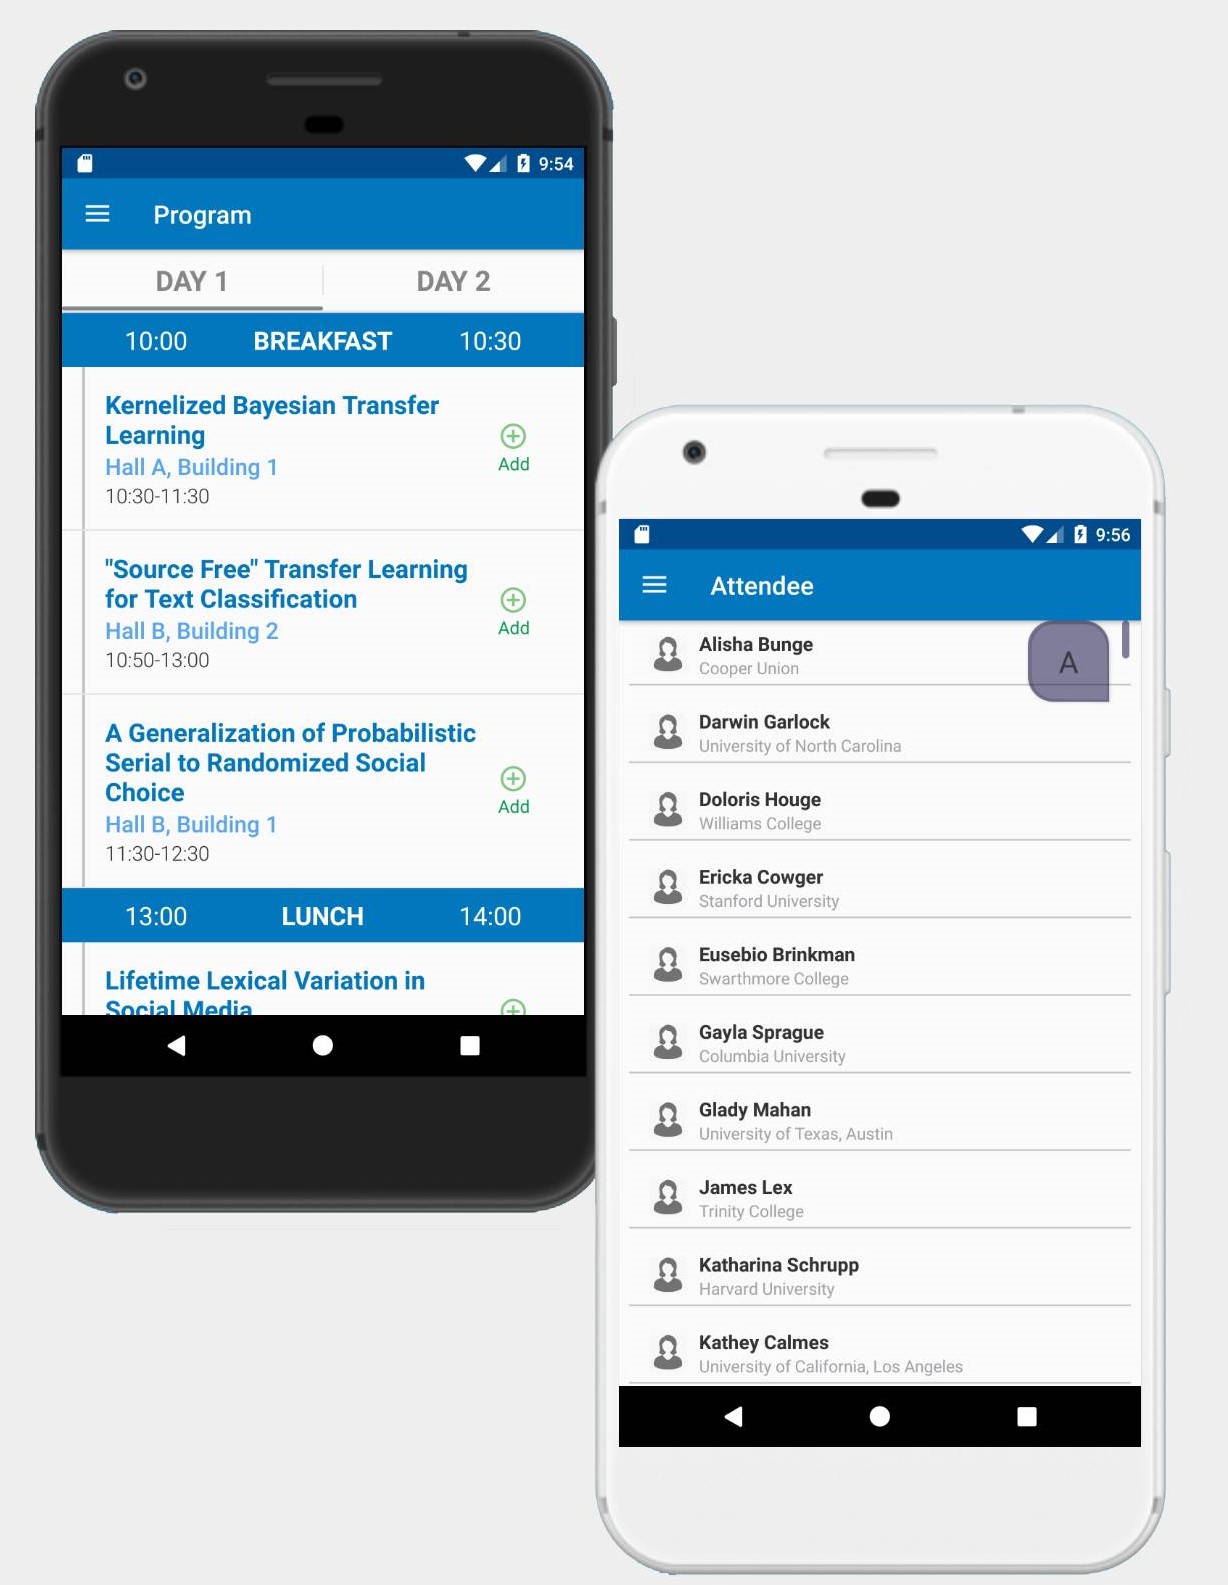 9:54
Program
DAY 1 DAY 2
10:00 BREAKFAST 10:30
Kernelized Bayesian Transfer
Learning
Hall A, Building 1
10:30-11:30
Add
"Source Free" Transfer Learning
for Text Classification
Hall B, Building 2
10:50-13:00
Add
A Generalization of Probabilistic
Serial to Randomized Social
Choice
Hall B, Building 1
11:30-12:30
Add
13:00 LUNCH 14:00
Lifetime Lexical Variation in
Social Media
9:56
Attendee
A
Alisha Bunge
Cooper Union
Darwin Garlock
University of North Carolina
Doloris Houge
Williams College
Ericka Cowger
Stanford University
Eusebio Brinkman
Swarthmore College
Gayla Sprague
Columbia University
Glady Mahan
University of Texas, Austin
James Lex
Trinity College
Katharina Schrupp
Harvard University
Kathey Calmes
University of California, Los Angeles